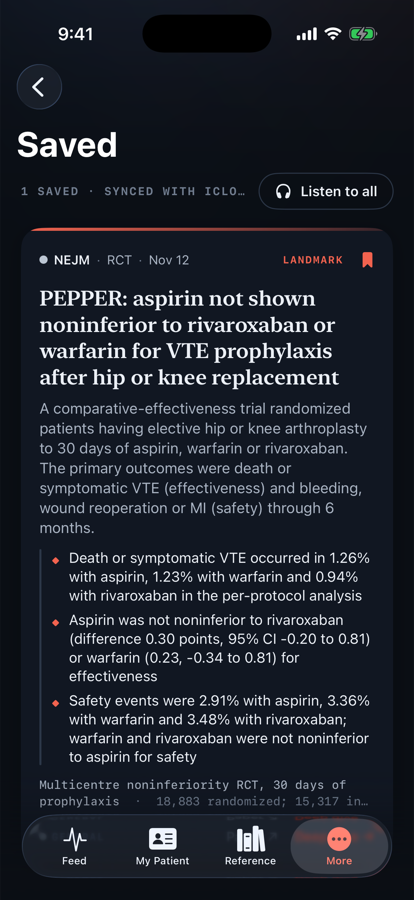 9:41
Saved
1 SAVED · SYNCED WITH ICLO…
Listen to all
NEJM · RCT · Nov 12
LANDMARK
PEPPER: aspirin not shown
noninferior to rivaroxaban or
warfarin for VTE prophylaxis
after hip or knee replacement
A comparative-effectiveness trial randomized
patients having elective hip or knee arthroplasty
to 30 days of aspirin, warfarin or rivaroxaban.
The primary outcomes were death or
symptomatic VTE (effectiveness) and bleeding,
wound reoperation or MI (safety) through 6
months.
Death or symptomatic VTE occurred in 1.26%
with aspirin, 1.23% with warfarin and 0.94%
with rivaroxaban in the per-protocol analysis
Aspirin was not noninferior to rivaroxaban
(difference 0.30 points, 95% CI -0.20 to 0.81)
or warfarin (0.23, -0.34 to 0.81) for
effectiveness
Safety events were 2.91% with aspirin, 3.36%
with warfarin and 3.48% with rivaroxaban;
warfarin and rivaroxaban were not noninferior
to aspirin for safety
Multicentre noninferiority RCT, 30 days of
prophylaxis · 18,883 randomized; 15,317 in…
Feed
My Patient
Reference
More